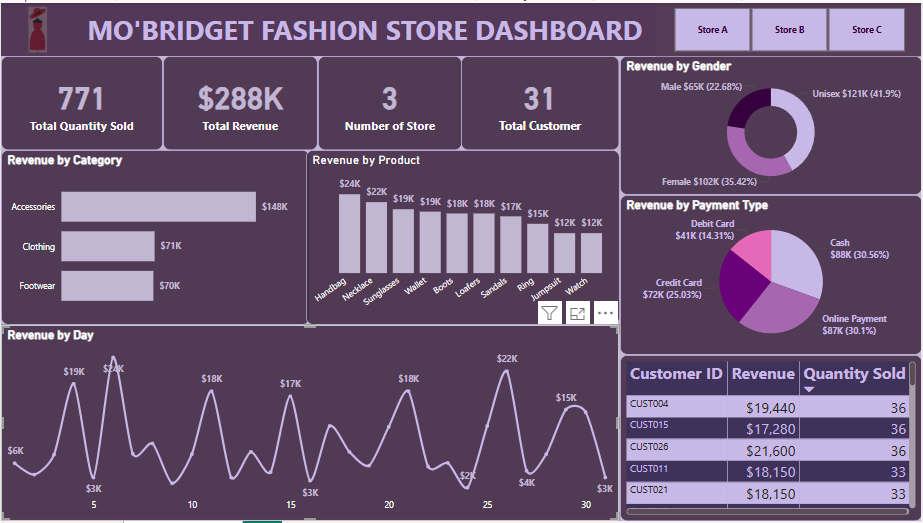 MO'BRIDGET FASHION STORE DASHBOARD
Store A
Store B
Store C
771
Total Quantity Sold
$288K
Total Revenue
3
Number of Store
31
Total Customer
Revenue by Gender
Male $65K (22.68%)
Unisex $121K (41.9%)
Female $102K (35.42%)
Revenue by Category
Accessories
$148K
Clothing
$71K
Footwear
$70K
Revenue by Product
$24K
$22K
$19K
$19K
$18K
$18K
$17K
$15K
$12K
$12K
Handbag
Necklace
Sunglasses
Wallet
Boots
Loafers
Sandals
Ring
Jumpsuit
Watch
Revenue by Payment Type
Debit Card
$41K (14.31%)
Cash
$88K (30.56%)
Credit Card
$72K (25.03%)
Online Payment
$87K (30.1%)
Revenue by Day
$6K
$19K
$3K
$24K
$18K
$17K
$3K
$18K
$2K
$22K
$4K
$15K
$3K
5
10
15
20
25
30
Customer ID Revenue Quantity Sold
CUST004 $19,440 36
CUST015 $17,280 36
CUST026 $21,600 36
CUST011 $18,150 33
CUST021 $18,150 33